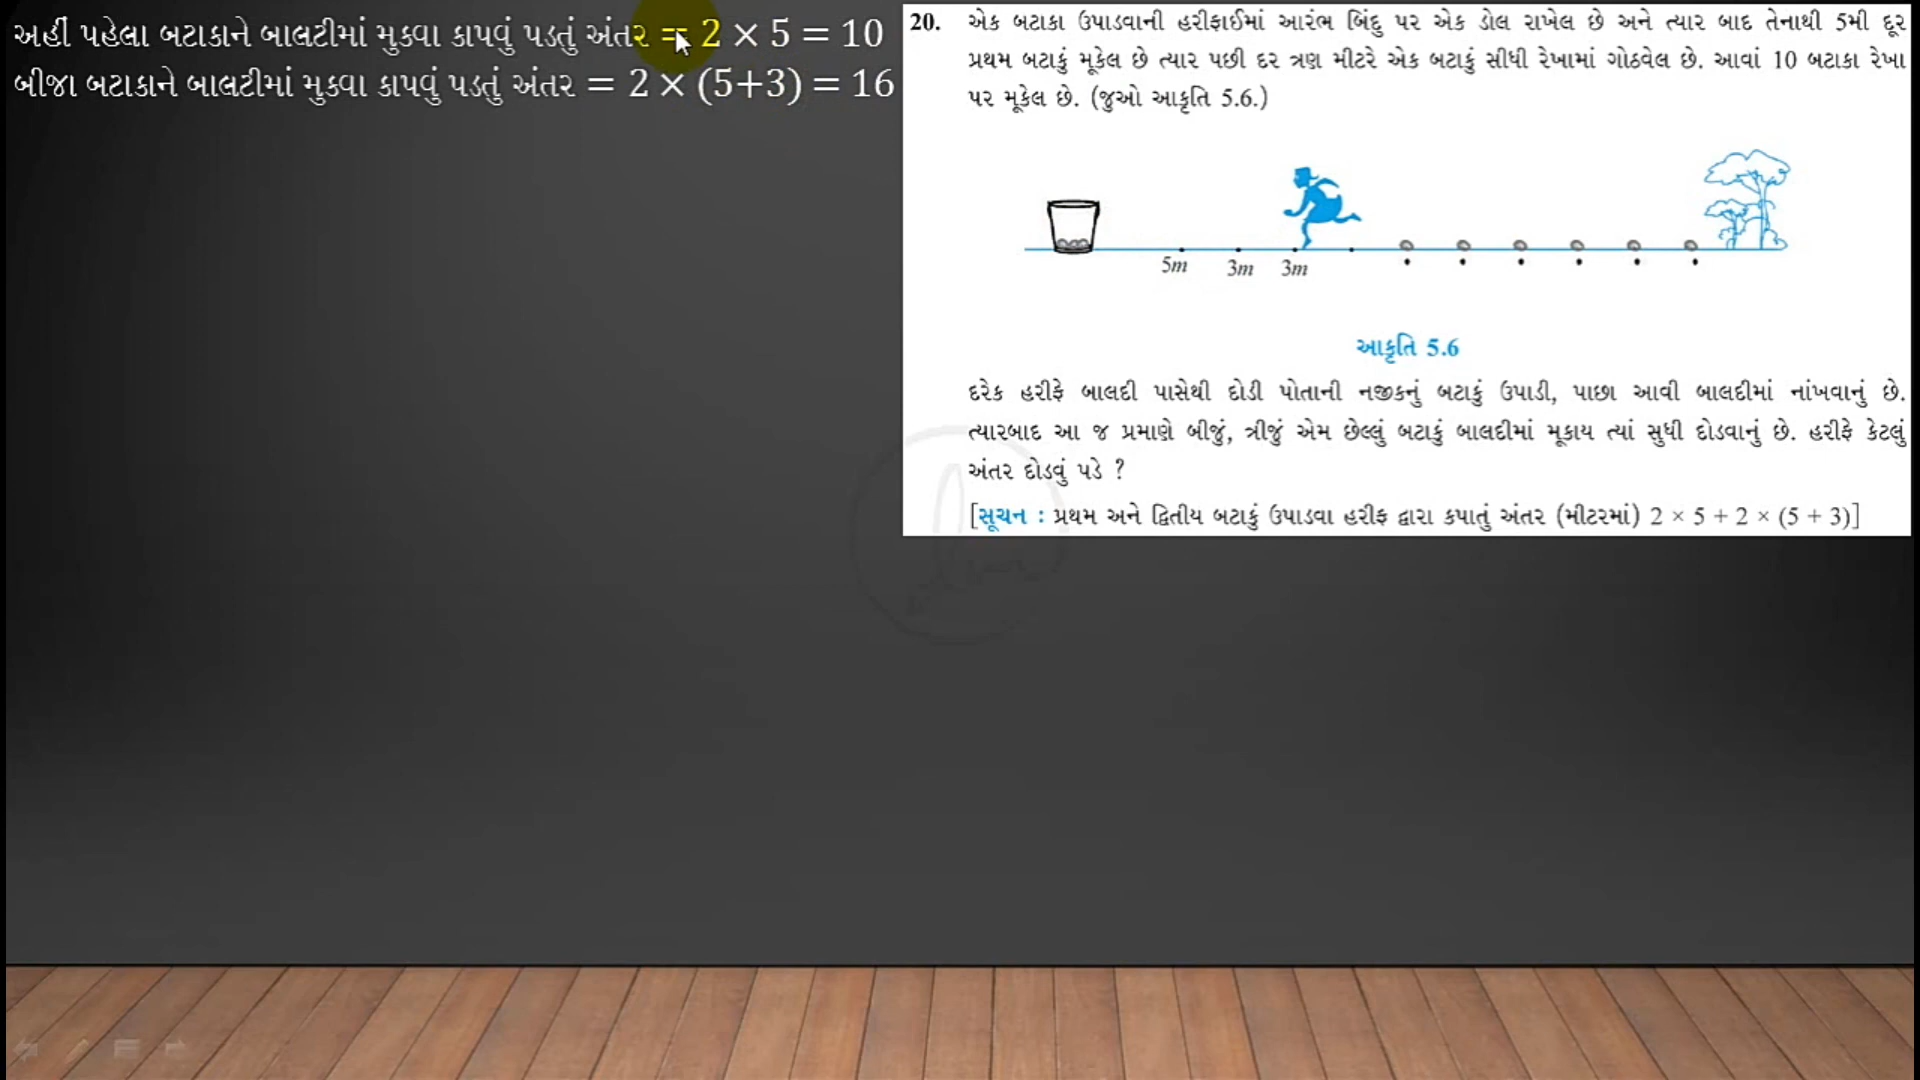 અહીં પહેલા બટાકાને બાલટીમાં મુકવા કાપવું પડતું અંતર = 2 × 5 = 10
બીજા બટાકાને બાલટીમાં મુકવા કાપવું પડતું અંતર = 2 × (5+3) = 16
20. એક બટાકા ઉપાડવાની હરીફાઈમાં આરંભ બિંદુ પર એક ડોલ રાખેલ છે અને ત્યાર બાદ તેનાથી 5મી દૂર
પ્રથમ બટાકું મૂકેલ છે ત્યાર પછી દર ત્રણ મીટરે એક બટાકું સીધી રેખામાં ગોઠવેલ છે. આવાં 10 બટાકા રેખા
પર મૂકેલ છે. (જુઓ આકૃતિ 5.6.)
5m 3m 3m
આકૃતિ 5.6
દરેક હરીફે બાલદી પાસેથી દોડી પોતાની નજીકનું બટાકું ઉપાડી, પાછા આવી બાલદીમાં નાંખવાનું છે.
ત્યારબાદ આ જ પ્રમાણે બીજું, ત્રીજું એમ છેલ્લું બટાકું બાલદીમાં મૂકાય ત્યાં સુધી દોડવાનું છે. હરીફે કેટલું
અંતર દોડવું પડે ?
[સૂચન : પ્રથમ અને દ્વિતીય બટાકું ઉપાડવા હરીફ દ્વારા કપાતું અંતર (મીટરમાં) 2 × 5 + 2 × (5 + 3)]